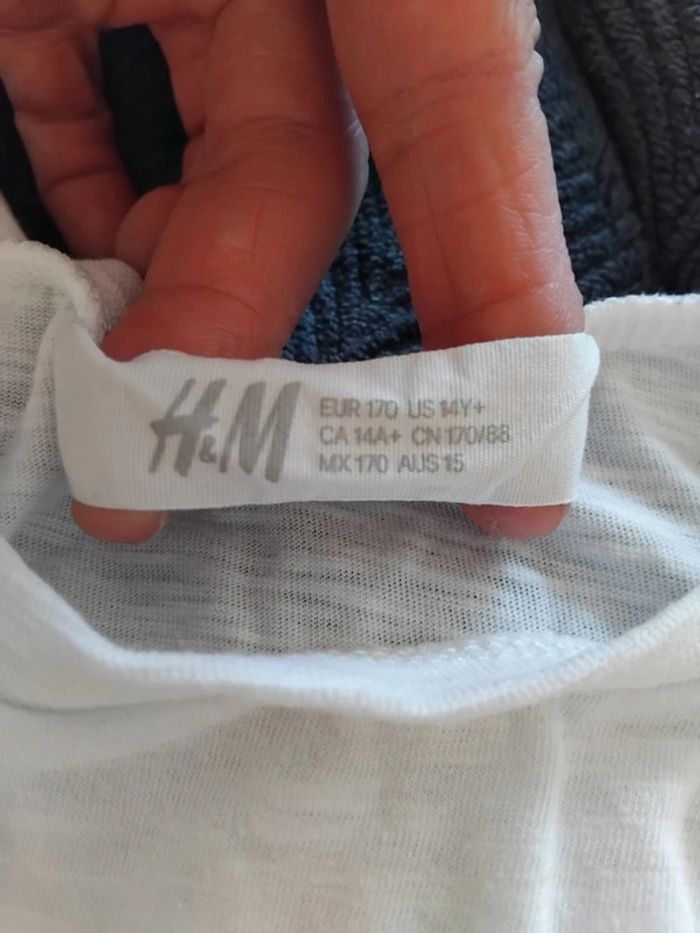 H&M
EUR 170 US 14Y+
CA 14A+ CN 170/88
MX 170 AUS 15